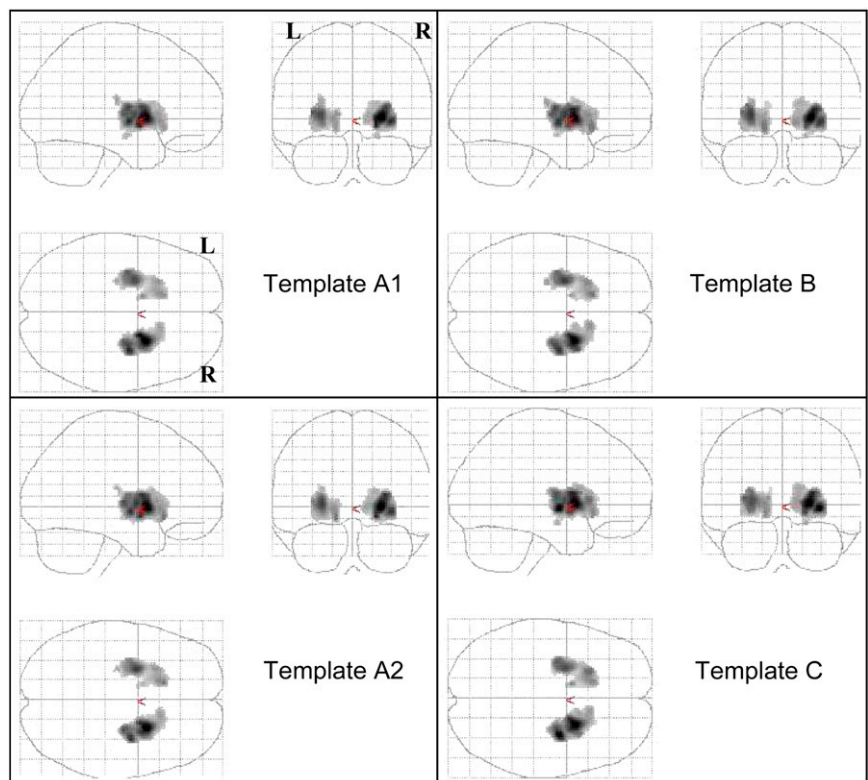 L R
L
Template A1
R
Template B
Template A2
Template C